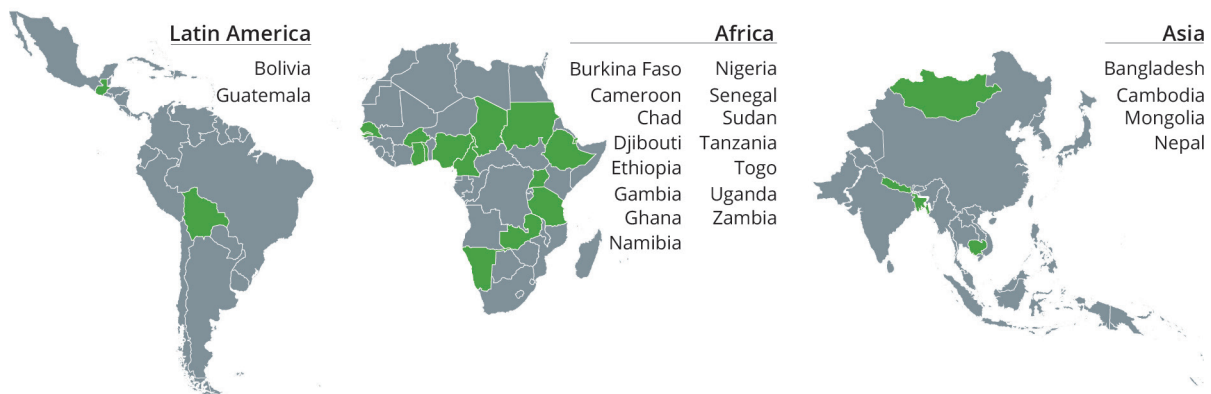 Latin America
Bolivia
Guatemala
Africa
Burkina Faso
Cameroon
Chad
Djibouti
Ethiopia
Gambia
Ghana
Namibia
Nigeria
Senegal
Sudan
Tanzania
Togo
Uganda
Zambia
Asia
Bangladesh
Cambodia
Mongolia
Nepal